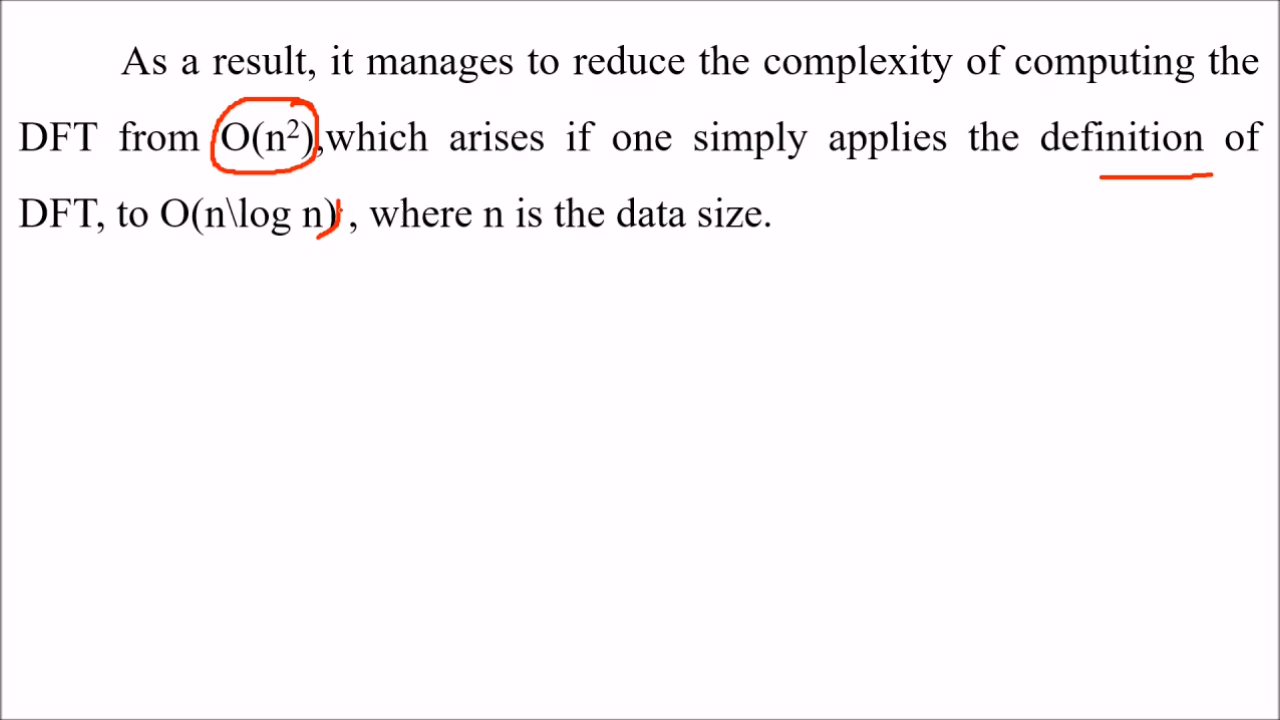 As a result, it manages to reduce the complexity of computing the
DFT from O(n²),which arises if one simply applies the definition of
DFT, to O(n\log n) , where n is the data size.